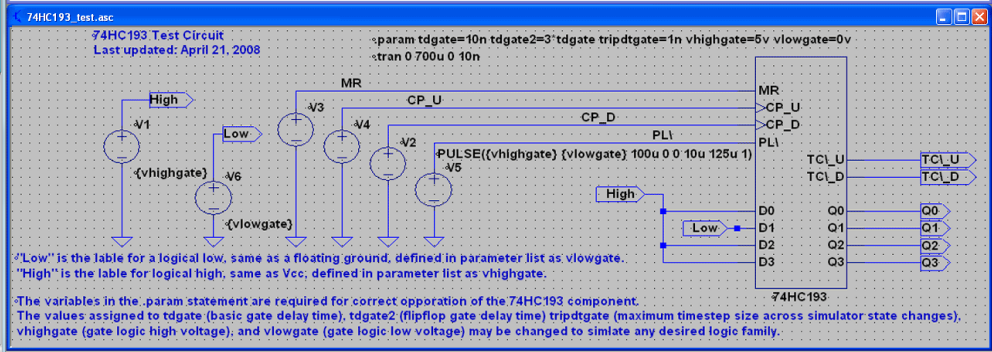 74HC193_test.asc
74HC193 Test Circuit
Last updated: April 21, 2008
.param tdgate=10n tdgate2=3*tdgate tripdtgate=1n vhighgate=5v vlowgate=0v
.tran 0 700u 0 10n
MR
CP_U
CP_D
PL\
High
Low
V1
V6
V3
V4
V2
V5
{vhighgate}
{vlowgate}
PULSE({vhighgate} {vlowgate} 100u 0 0 10u 125u 1)
High
Low
MR
CP_U
CP_D
PL\
TC\_U
TC\_D
TC\_U
TC\_D
D0
D1
D2
D3
Q0
Q1
Q2
Q3
Q0
Q1
Q2
Q3
74HC193
"Low" is the lable for a logical low, same as a floating ground, defined in parameter list as vlowgate.
"High" is the lable for logical high, same as Vcc, defined in parameter list as vhighgate.
The variables in the .param statement are required for correct opporation of the 74HC193 component.
The values assigned to tdgate (basic gate delay time), tdgate2 (flipflop gate delay time) tripdtgate (maximum timestep size across simulator state changes),
vhighgate (gate logic high voltage), and vlowgate (gate logic low voltage) may be changed to simlate any desired logic family.